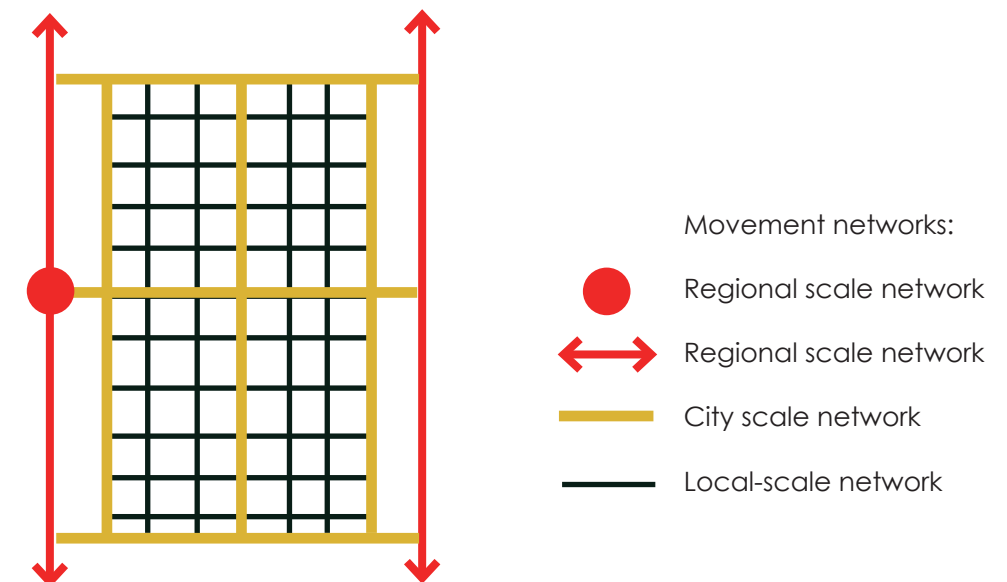 Movement networks:
Regional scale network
Regional scale network
City scale network
Local-scale network